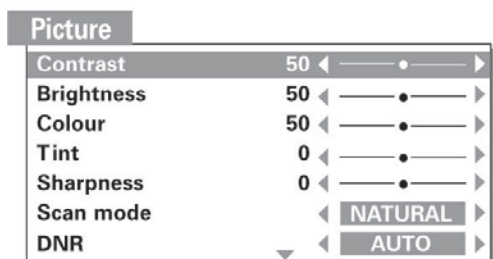 Picture
Contrast 50
Brightness 50
Colour 50
Tint 0
Sharpness 0
Scan mode NATURAL
DNR AUTO